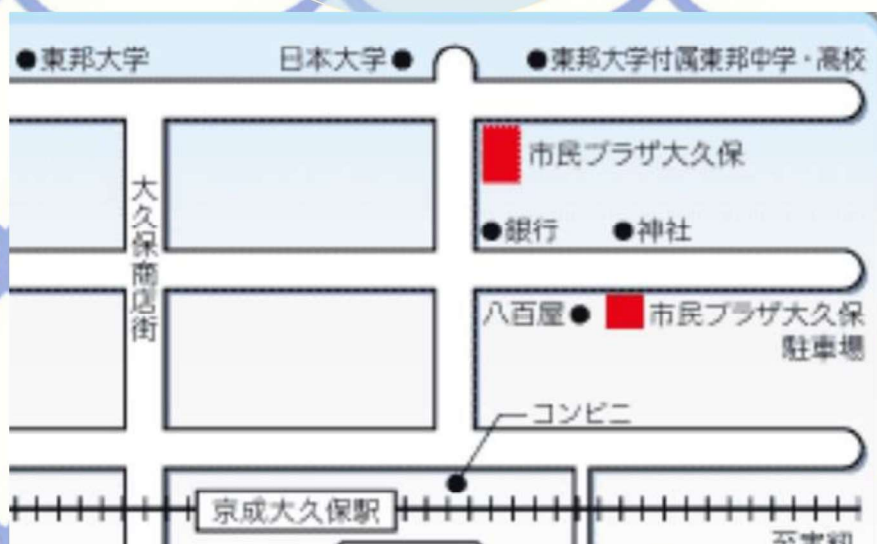 ●東邦大学
日本大学●
●東邦大学付属東邦中学・高校
市民プラザ大久保
大久保商店街
●銀行
●神社
八百屋●
市民プラザ大久保
駐車場
コンビニ
京成大久保駅